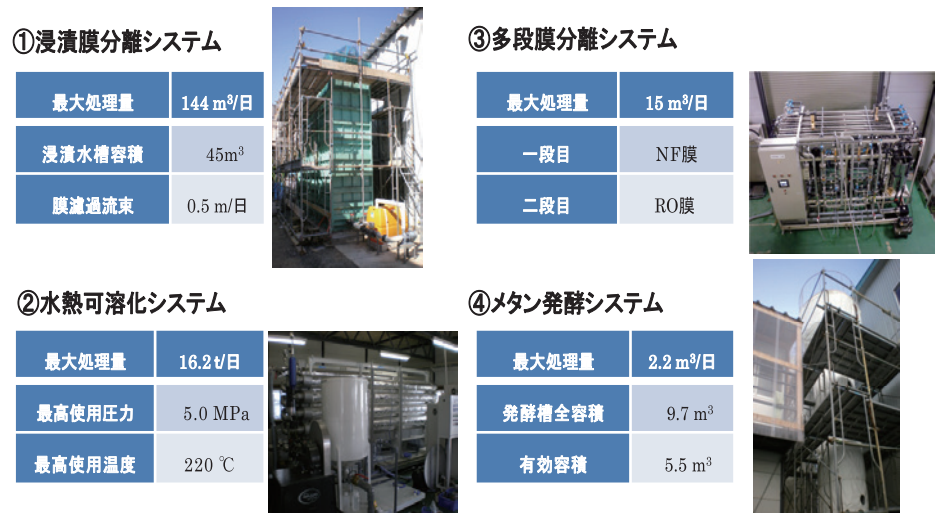 ①浸漬膜分離システム
最大処理量 144 m³/日
浸漬水槽容積 45m³
膜濾過流束 0.5 m/日
②水熱可溶化システム
最大処理量 16.2 t/日
最高使用圧力 5.0 MPa
最高使用温度 220 ℃
③多段膜分離システム
最大処理量 15 m³/日
一段目 NF膜
二段目 RO膜
④メタン発酵システム
最大処理量 2.2 m³/日
発酵槽全容積 9.7 m³
有効容積 5.5 m³